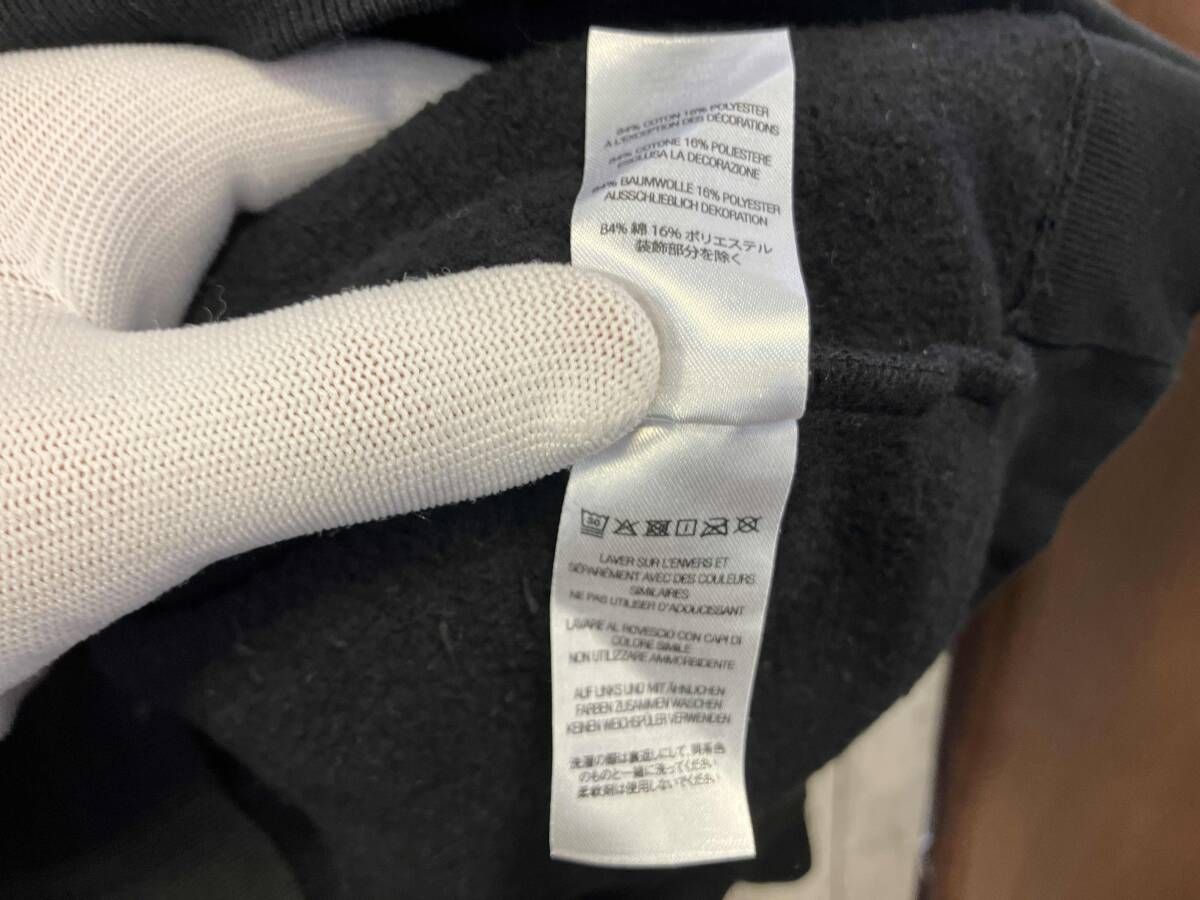 84% COTON 16% POLYESTER
A L'EXCEPTION DES DÉCORATIONS
84% COTONE 16% POLIESTERE
ESCLUSA LA DECORAZIONE
84% BAUMWOLLE 16% POLYESTER
AUSSCHLIEBLICH DEKORATION
84% 綿 16% ポリエステル
装飾部分を除く
30
LAVER SUR L'ENVERS ET
SÉPARÉMENT AVEC DES COULEURS
SIMILAIRES
NE PAS UTILISER D'ADOUCISSANT
LAVARE AL ROVESCIO CON CAPI DI
COLORE SIMILE
NON UTILIZZARE AMMORBIDENTE
AUF LINKS UND MIT ÄHNLICHEN
FARBEN ZUSAMMEN WASCHEN
KEINEN WEICHSPÜLER VERWENDEN
洗濯の際は裏返しにして、同系色
のものと一緒に洗ってください
柔軟剤は使用しないでください